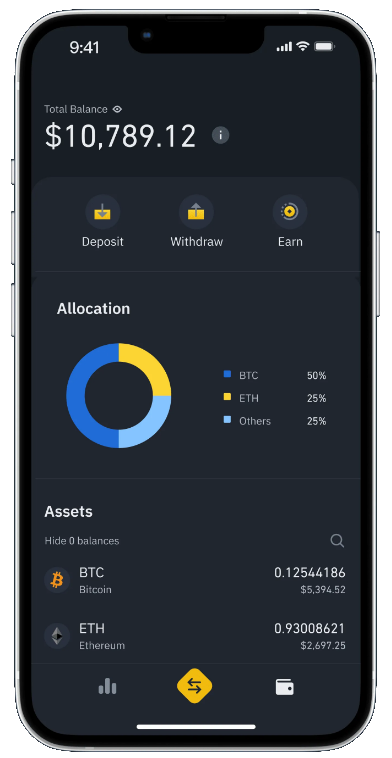 9:41
Total Balance
$10,789.12
Deposit Withdraw Earn
Allocation
BTC 50%
ETH 25%
Others 25%
Assets
Hide 0 balances
BTC 0.12544186
Bitcoin $5,394.52
ETH 0.93008621
Ethereum $2,697.25